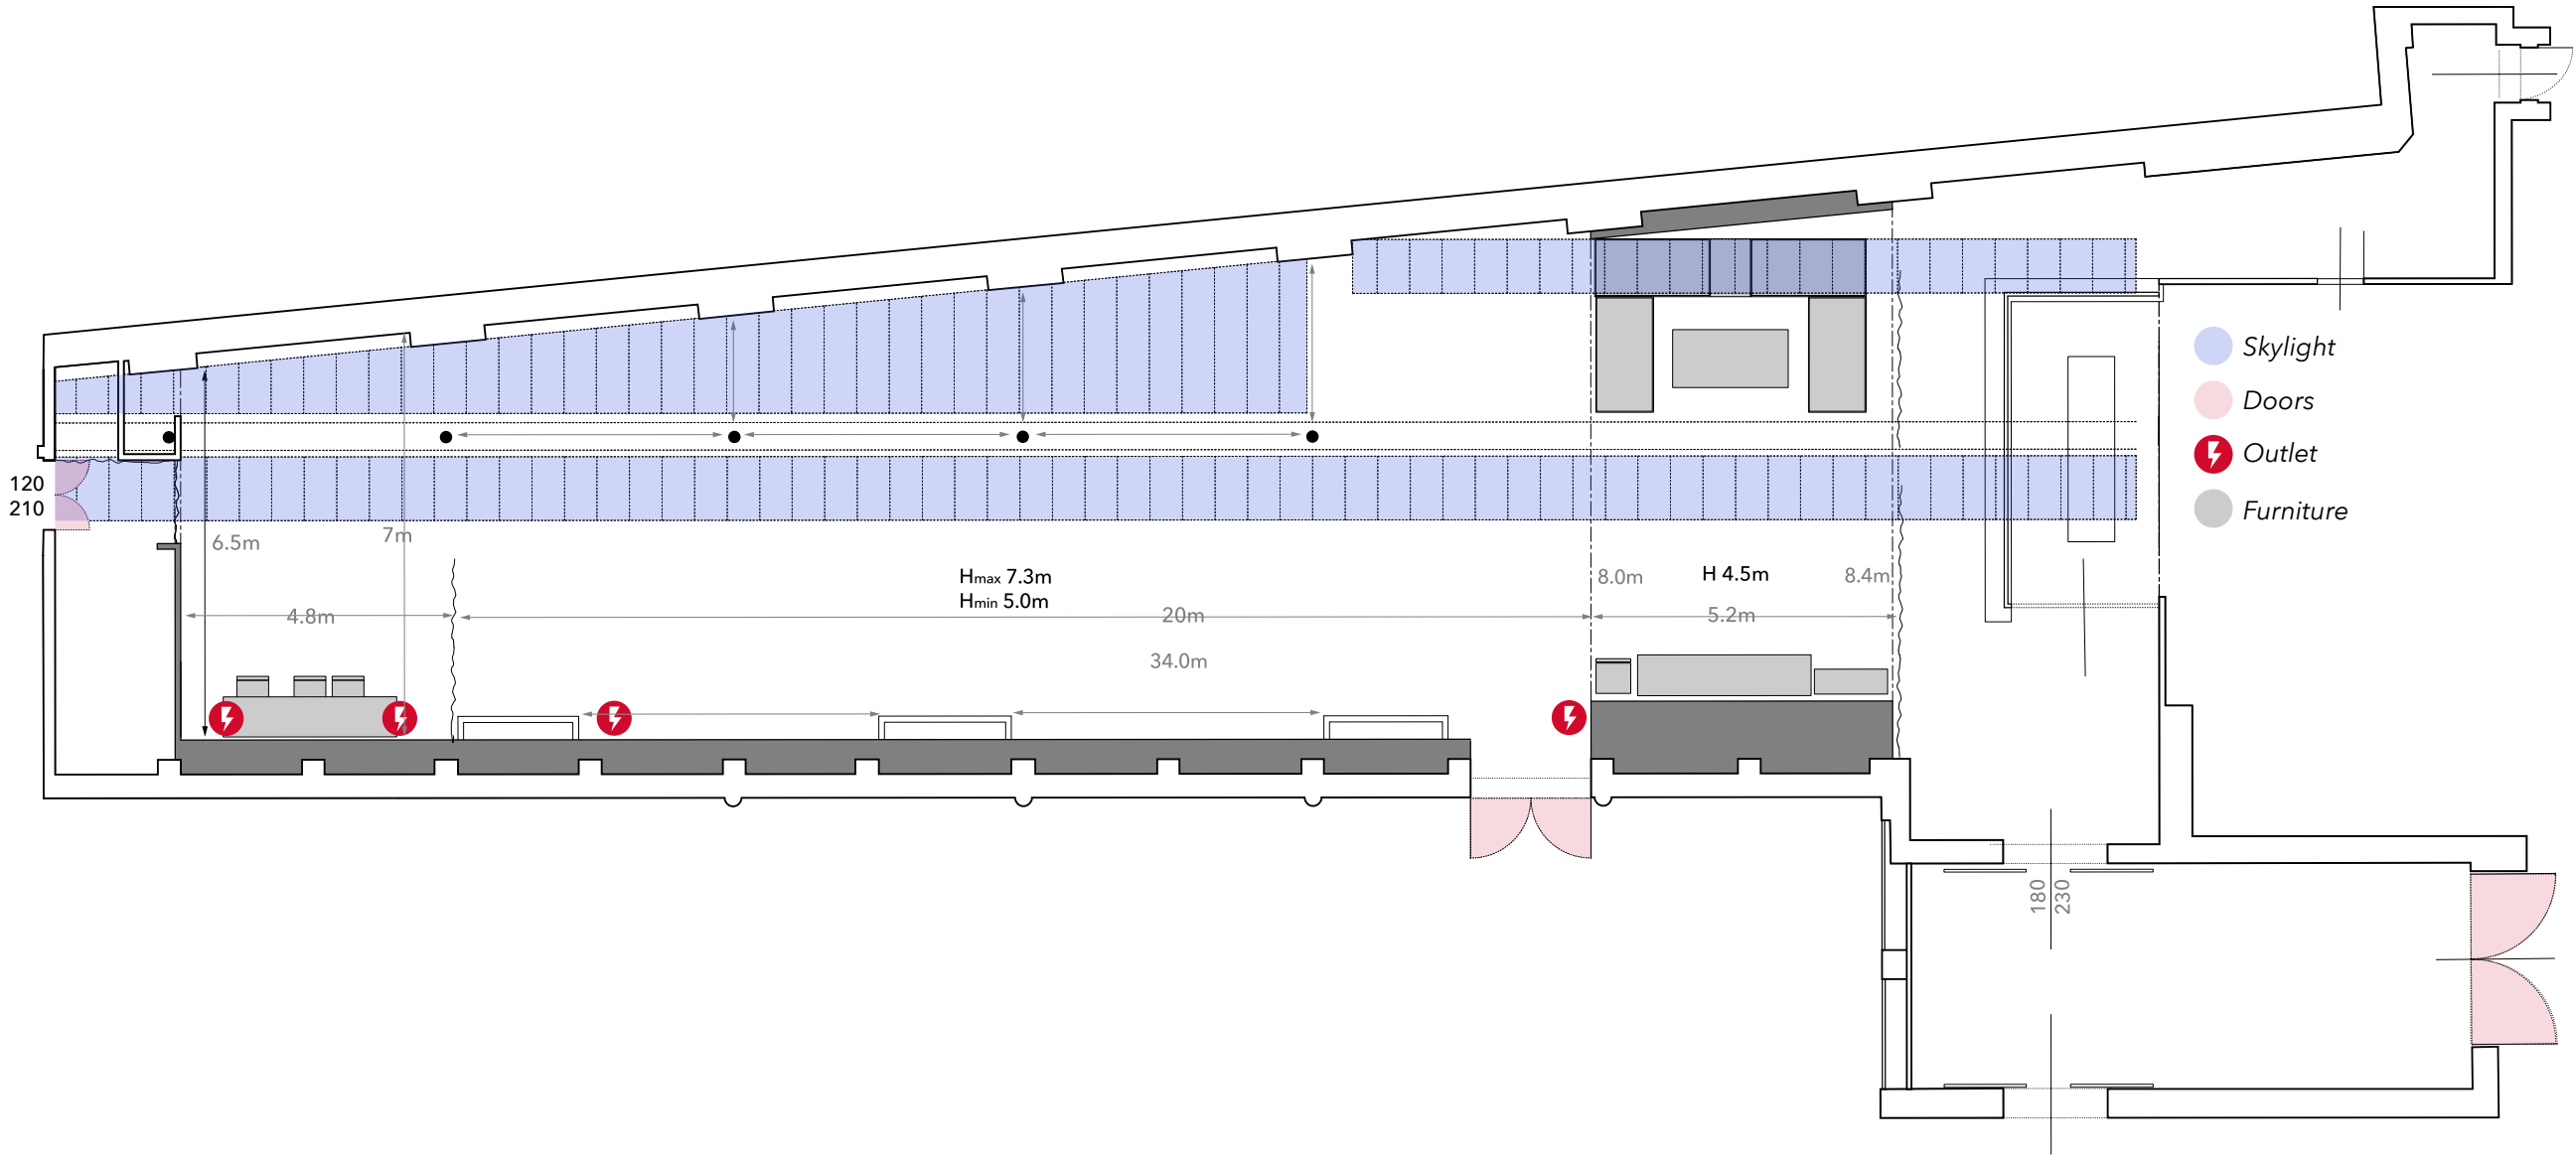 Skylight
Doors
Outlet
Furniture
120
210
6.5m
7m
4.8m
Hmax 7.3m
Hmin 5.0m
20m
34.0m
8.0m
H 4.5m
8.4m
5.2m
180
230